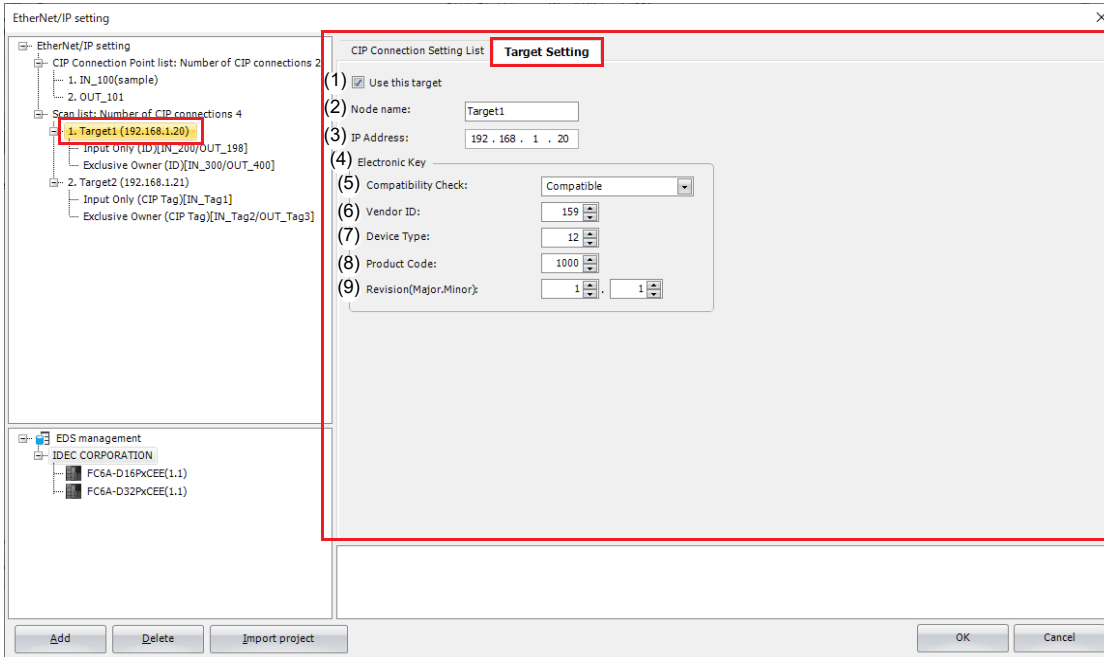 EtherNet/IP setting
EtherNet/IP setting
CIP Connection Point list: Number of CIP connections 2
1. IN_100(sample)
2. OUT_101
Scan list: Number of CIP connections 4
1. Target1 (192.168.1.20)
Input Only (ID)[IN_200/OUT_198]
Exclusive Owner (ID)[IN_300/OUT_400]
2. Target2 (192.168.1.21)
Input Only (CIP Tag)[IN_Tag1]
Exclusive Owner (CIP Tag)[IN_Tag2/OUT_Tag3]
EDS management
IDEC CORPORATION
FC6A-D16PxCEE(1.1)
FC6A-D32PxCEE(1.1)
CIP Connection Setting List Target Setting
(1) Use this target
(2) Node name: Target1
(3) IP Address: 192 . 168 . 1 . 20
(4) Electronic Key
(5) Compatibility Check: Compatible
(6) Vendor ID: 159
(7) Device Type: 12
(8) Product Code: 1000
(9) Revision(Major.Minor): 1 . 1
Add Delete Import project OK Cancel